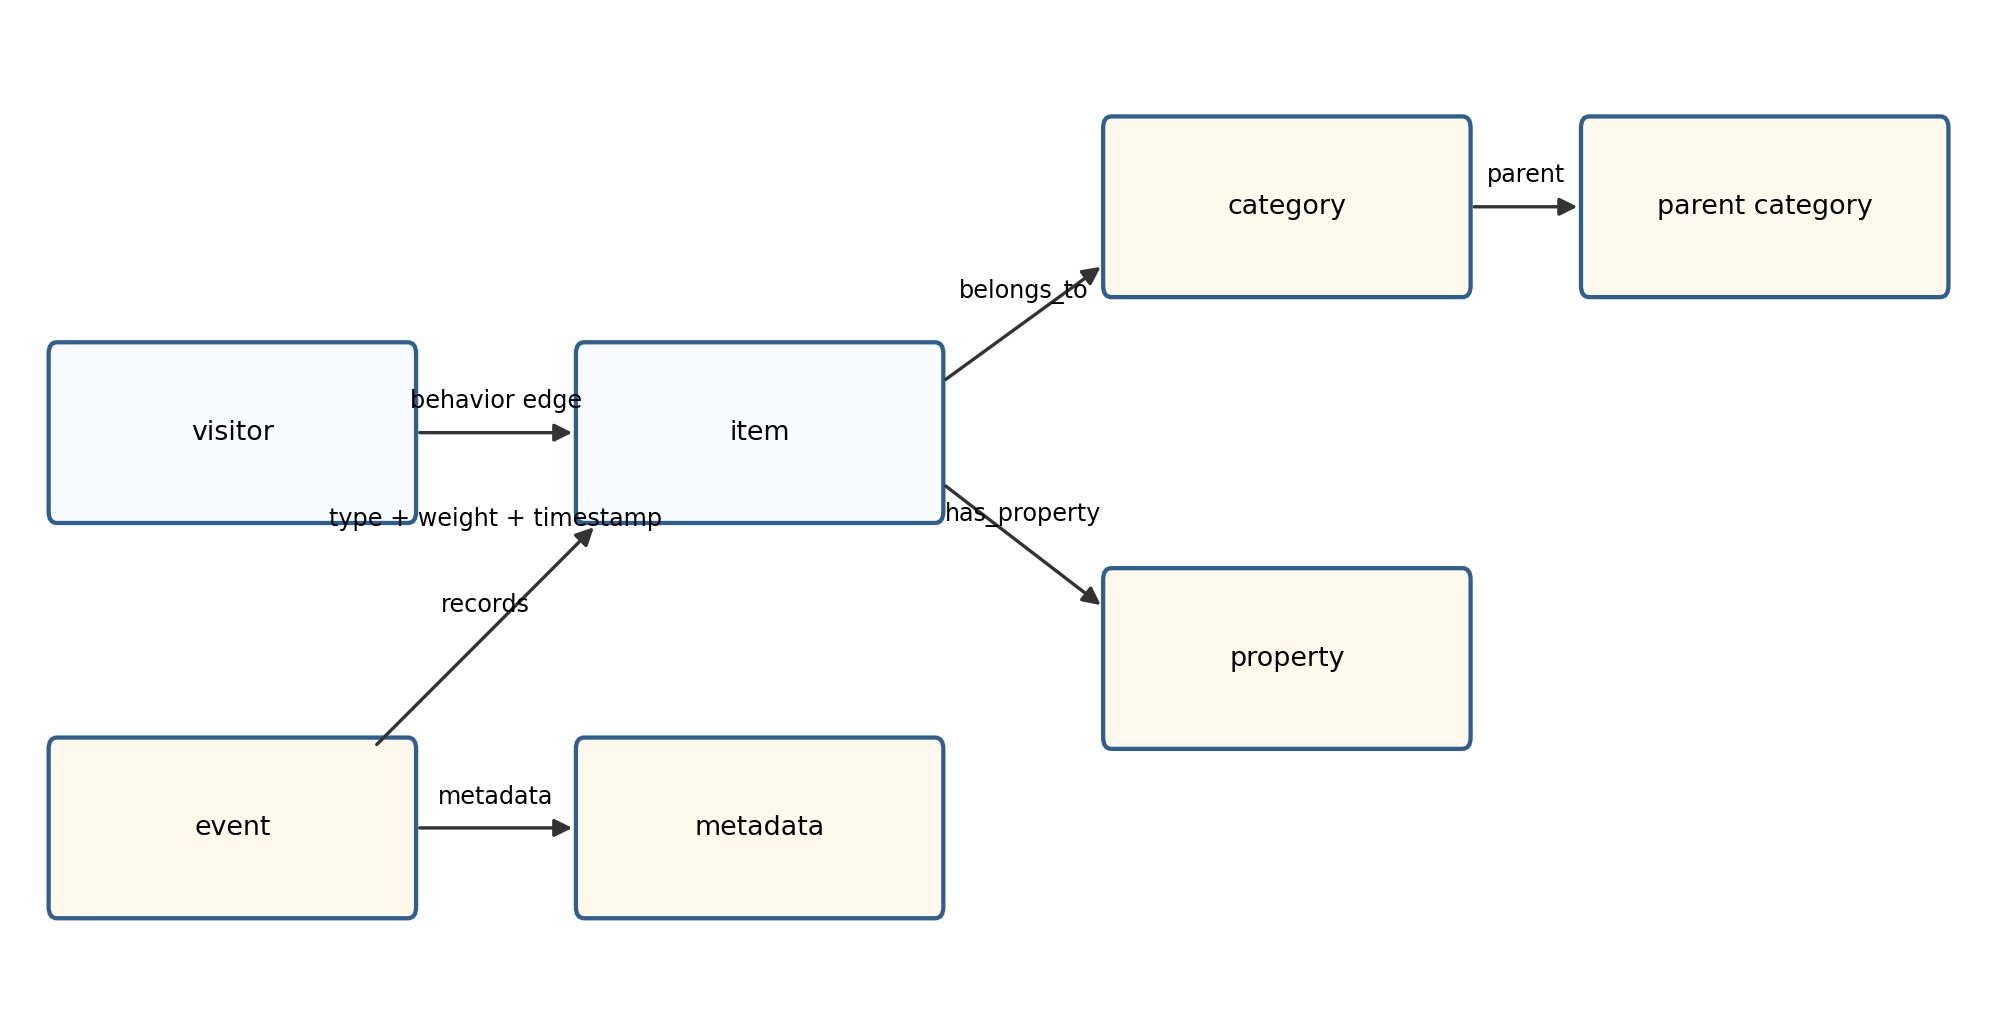 category
parent
parent category
belongs_to
visitor
behavior edge
item
type + weight + timestamp
has_property
records
property
event
metadata
metadata